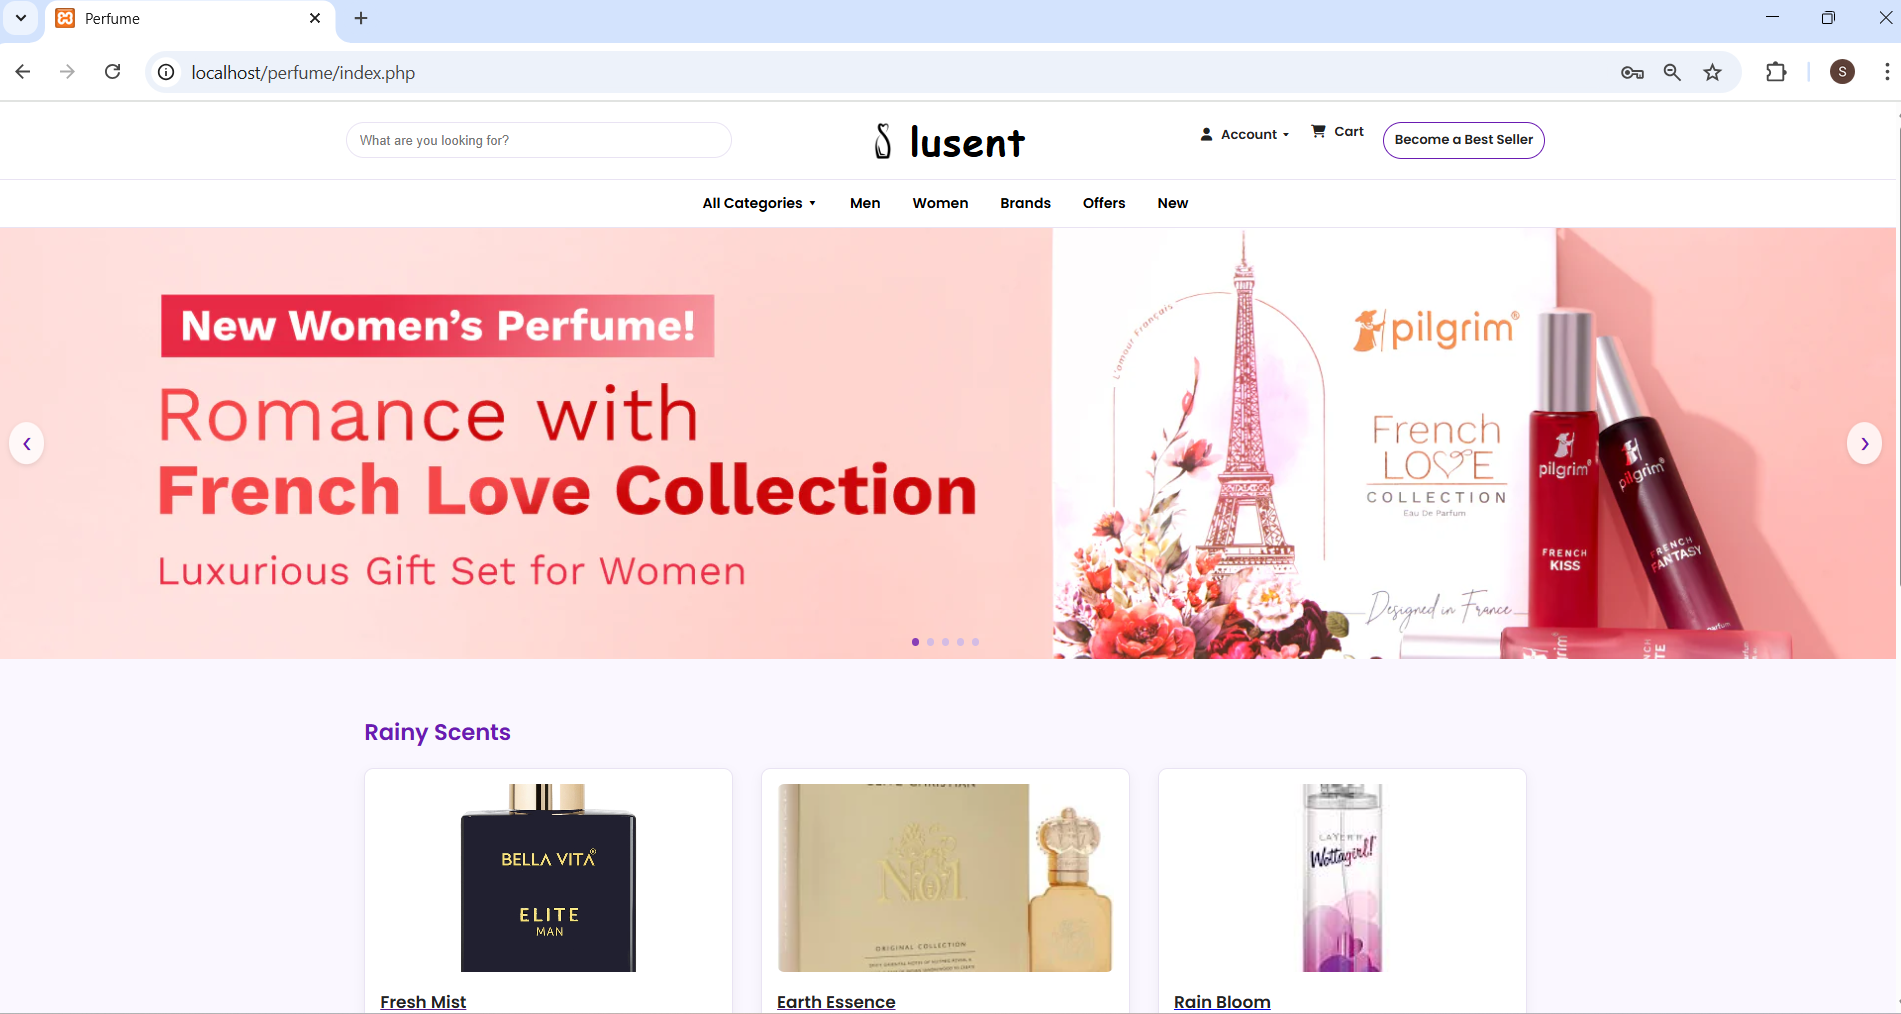 Perfume
localhost/perfume/index.php
S
What are you looking for?
lusent
Account
Cart
Become a Best Seller
All Categories
Men
Women
Brands
Offers
New
New Women's Perfume!
Romance with
French Love Collection
Luxurious Gift Set for Women
L'amour Français
pilgrim®
French
LOVE
COLLECTION
Eau De Parfum
Designed in France
pilgrim®
FRENCH
KISS
pilgrim®
FRENCH
FANTASY
Rainy Scents
BELLA VITA®
ELITE
MAN
No1
ORIGINAL COLLECTION
LAYER'R
Wottagirl!
Fresh Mist
Earth Essence
Rain Bloom